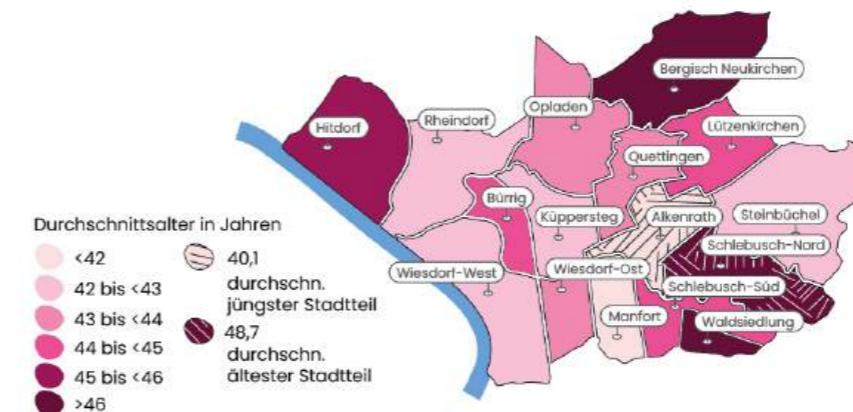 Bergisch Neukirchen
Opladen
Hitdorf
Rheindorf
Lützenkirchen
Quettingen
Bürrig
Küppersteg
Alkenrath
Steinbüchel
Schlebusch-Nord
Wiesdorf-West
Wiesdorf-Ost
Schlebusch-Süd
Manfort
Waldsiedlung
Durchschnittsalter in Jahren
<42
42 bis <43
43 bis <44
44 bis <45
45 bis <46
>46
40,1
durchschn.
jüngster Stadtteil
48,7
durchschn.
ältester Stadtteil